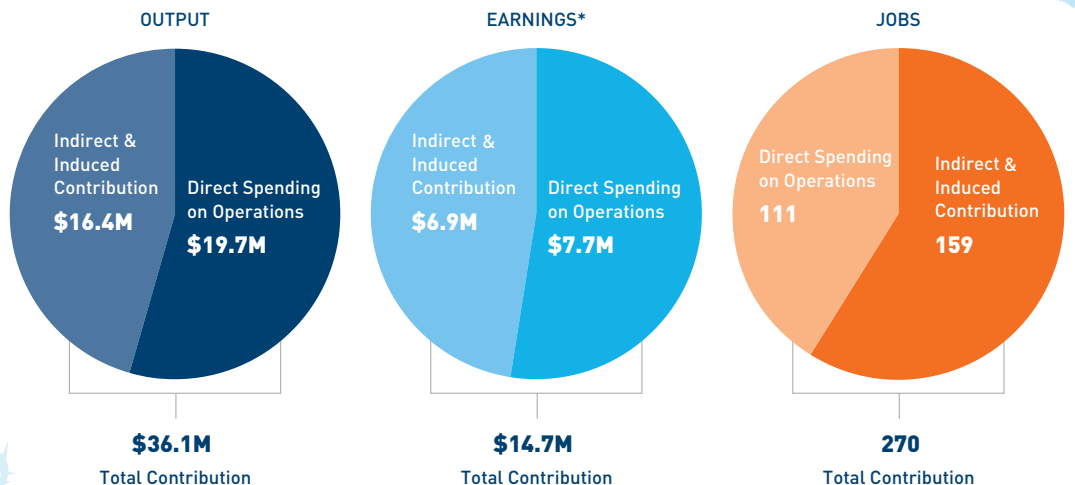 OUTPUT
Indirect &
Induced
Contribution
$16.4M
Direct Spending
on Operations
$19.7M
$36.1M
Total Contribution
EARNINGS*
Indirect &
Induced
Contribution
$6.9M
Direct Spending
on Operations
$7.7M
$14.7M
Total Contribution
JOBS
Direct Spending
on Operations
111
Indirect &
Induced
Contribution
159
270
Total Contribution